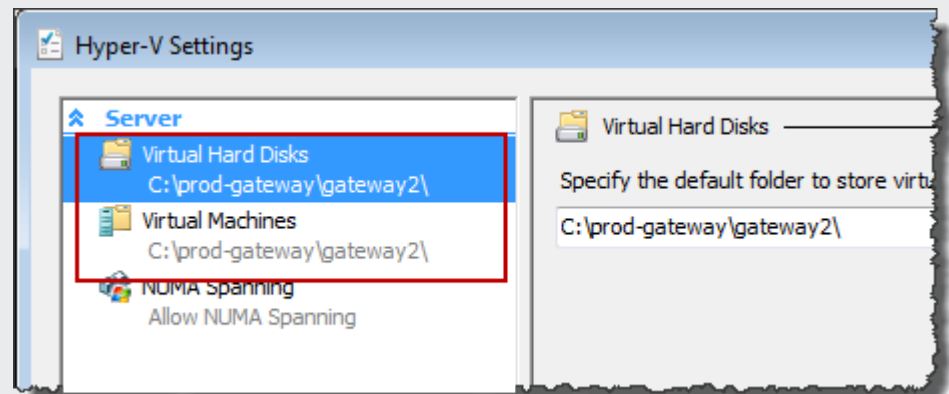 Hyper-V Settings
Server
Virtual Hard Disks
C:\prod-gateway\gateway2\
Virtual Machines
C:\prod-gateway\gateway2\
NUMA Spanning
Allow NUMA Spanning
Virtual Hard Disks
Specify the default folder to store
C:\prod-gateway\gateway2\